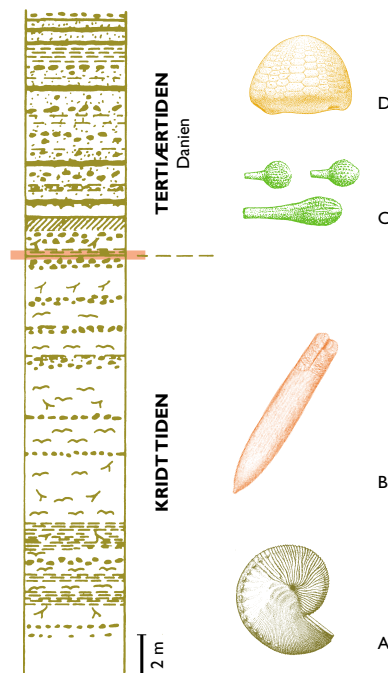 TERTIÆRTIDEN
Danien
D
C
KRIDTTIDEN
B
A
2 m